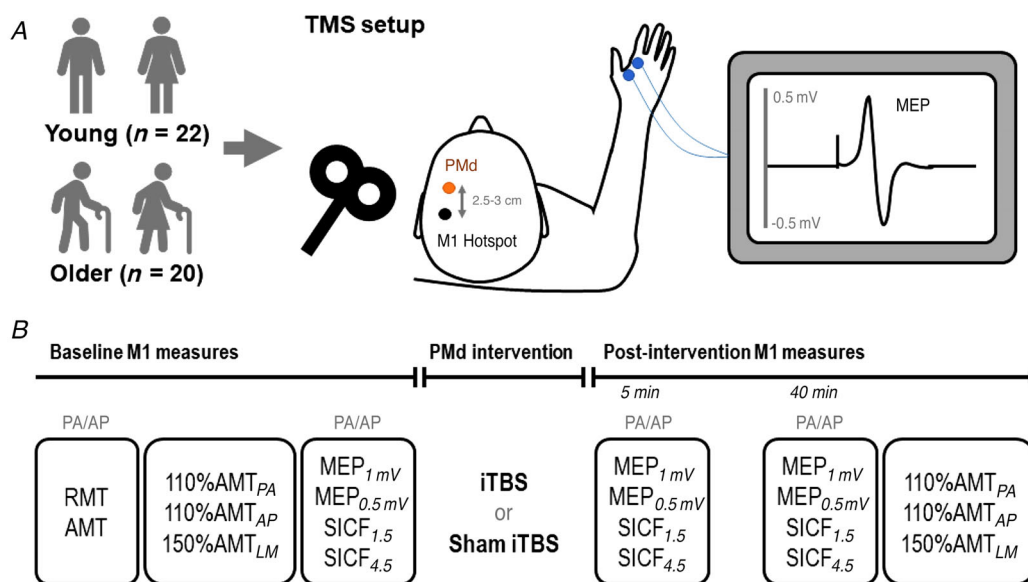 A
TMS setup
Young (n = 22)
Older (n = 20)
PMd
2.5-3 cm
M1 Hotspot
0.5 mV
MEP
-0.5 mV
B
Baseline M1 measures
PMd intervention
Post-intervention M1 measures
5 min
40 min
PA/AP
RMT
AMT
110%AMTPA
110%AMTAP
150%AMTLM
PA/AP
MEP1 mV
MEP0.5 mV
SICF1.5
SICF4.5
iTBS
or
Sham iTBS
PA/AP
MEP1 mV
MEP0.5 mV
SICF1.5
SICF4.5
PA/AP
MEP1 mV
MEP0.5 mV
SICF1.5
SICF4.5
110%AMTPA
110%AMTAP
150%AMTLM